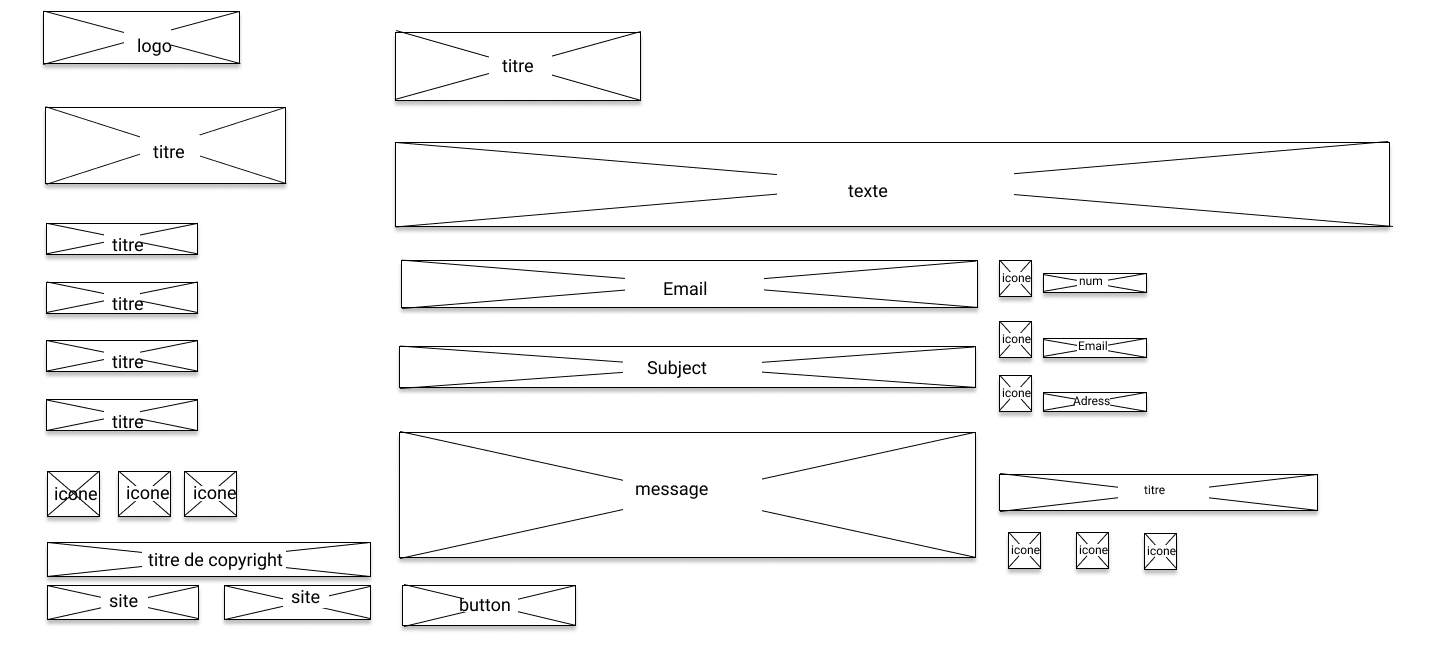 logo
titre
titre
titre
titre
titre
icone icone icone
titre de copyright
site site
titre
texte
Email
Subject
message
button
icone num
icone Email
icone Adress
titre
icone icone icone